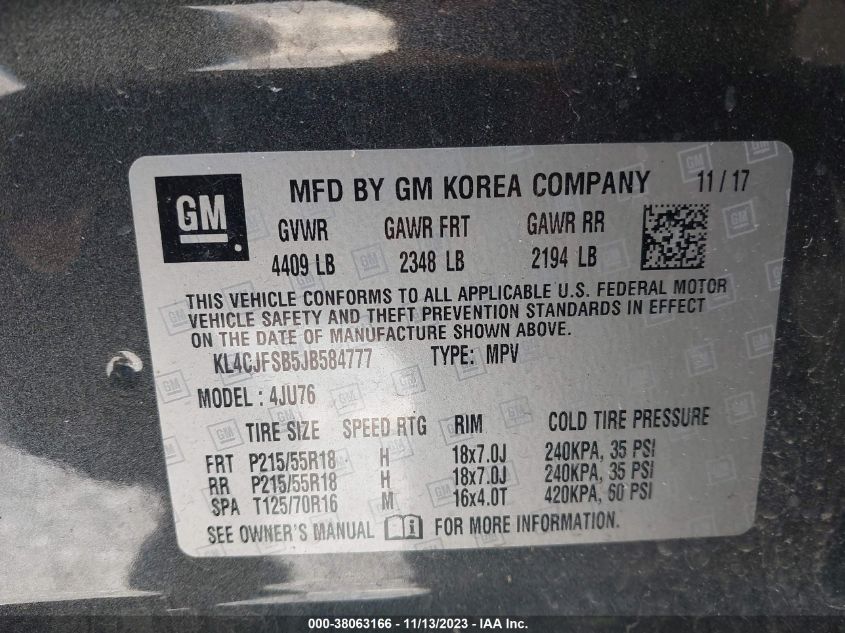 GM
MFD BY GM KOREA COMPANY 11 / 17
GVWR GAWR FRT GAWR RR
4409 LB 2348 LB 2194 LB
THIS VEHICLE CONFORMS TO ALL APPLICABLE U.S. FEDERAL MOTOR
VEHICLE SAFETY AND THEFT PREVENTION STANDARDS IN EFFECT
ON THE DATE OF MANUFACTURE SHOWN ABOVE.
KL4CJFSB5JB584777 TYPE: MPV
MODEL : 4JU76
TIRE SIZE SPEED RTG RIM COLD TIRE PRESSURE
FRT P215/55R18 H 18x7.0J 240KPA, 35 PSI
RR P215/55R18 H 18x7.0J 240KPA, 35 PSI
SPA T125/70R16 M 16x4.0T 420KPA, 60 PSI
SEE OWNER'S MANUAL i FOR MORE INFORMATION.
000-38063166 - 11/13/2023 - IAA Inc.